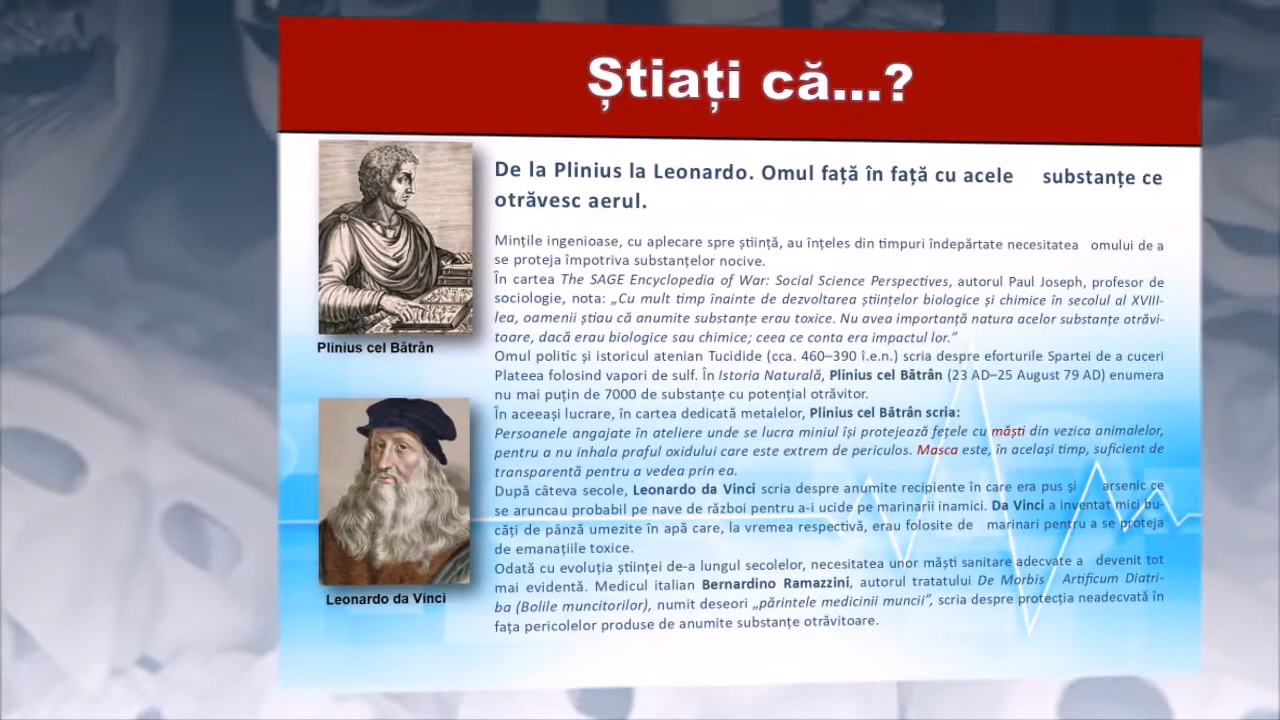 Știați că...?
De la Plinius la Leonardo. Omul față în față cu acele substanțe ce
otrăvesc aerul.
Mințile ingenioase, cu aplecare spre știință, au înțeles din timpuri îndepărtate necesitatea omului de a
se proteja împotriva substanțelor nocive.
În cartea The SAGE Encyclopedia of War: Social Science Perspectives, autorul Paul Joseph, profesor de
sociologie, nota: „Cu mult timp înainte de dezvoltarea științelor biologice și chimice în secolul al XVIII-
lea, oamenii știau că anumite substanțe erau toxice. Nu avea importanță natura acelor substanțe otrăvi-
toare, dacă erau biologice sau chimice; ceea ce conta era impactul lor.”
Omul politic și istoricul atenian Tucidide (cca. 460–390 î.e.n.) scria despre eforturile Spartei de a cuceri
Plateea folosind vapori de sulf. În Istoria Naturală, Plinius cel Bătrân (23 AD–25 August 79 AD) enumera
nu mai puțin de 7000 de substanțe cu potențial otrăvitor.
În aceeași lucrare, în cartea dedicată metalelor, Plinius cel Bătrân scria:
Persoanele angajate în ateliere unde se lucra miniul își protejează fețele cu măști din vezica animalelor,
pentru a nu inhala praful oxidului care este extrem de periculos. Masca este, în același timp, suficient de
transparentă pentru a vedea prin ea.
După câteva secole, Leonardo da Vinci scria despre anumite recipiente în care era pus și arsenic ce
se aruncau probabil pe nave de război pentru a-i ucide pe marinarii inamici. Da Vinci a inventat mici bu-
căți de pânză umezite în apă care, la vremea respectivă, erau folosite de marinari pentru a se proteja
de emanațiile toxice.
Odată cu evoluția științei de-a lungul secolelor, necesitatea unor măști sanitare adecvate a devenit tot
mai evidentă. Medicul italian Bernardino Ramazzini, autorul tratatului De Morbis Artificum Diatri-
ba (Bolile muncitorilor), numit deseori „părintele medicinii muncii”, scria despre protecția neadecvată în
fața pericolelor produse de anumite substanțe otrăvitoare.
Plinius cel Bătrân
Leonardo da Vinci